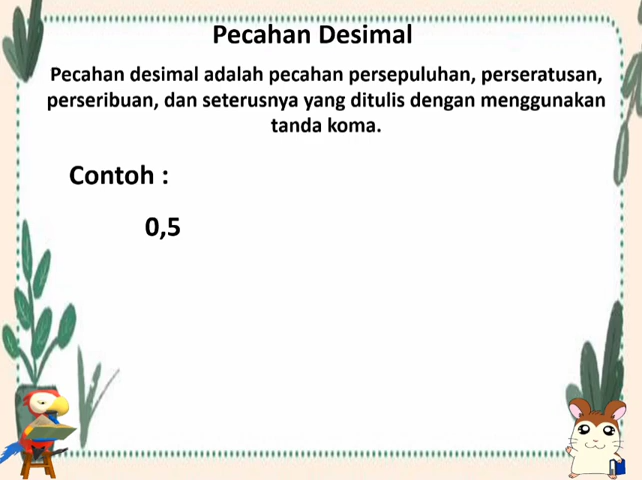 Pecahan Desimal
Pecahan desimal adalah pecahan persepuluhan, perseratusan,
perseribuan, dan seterusnya yang ditulis dengan menggunakan
tanda koma.
Contoh :
0,5